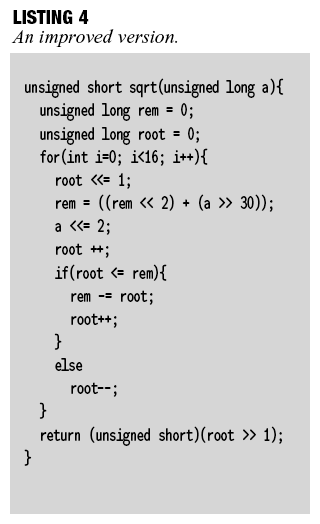 LISTING 4
An improved version.
unsigned short sqrt(unsigned long a){
unsigned long rem = 0;
unsigned long root = 0;
for(int i=0; i<16; i++){
root <<= 1;
rem = ((rem << 2) + (a >> 30));
a <<= 2;
root ++;
if(root <= rem){
rem -= root;
root++;
}
else
root--;
}
return (unsigned short)(root >> 1);
}